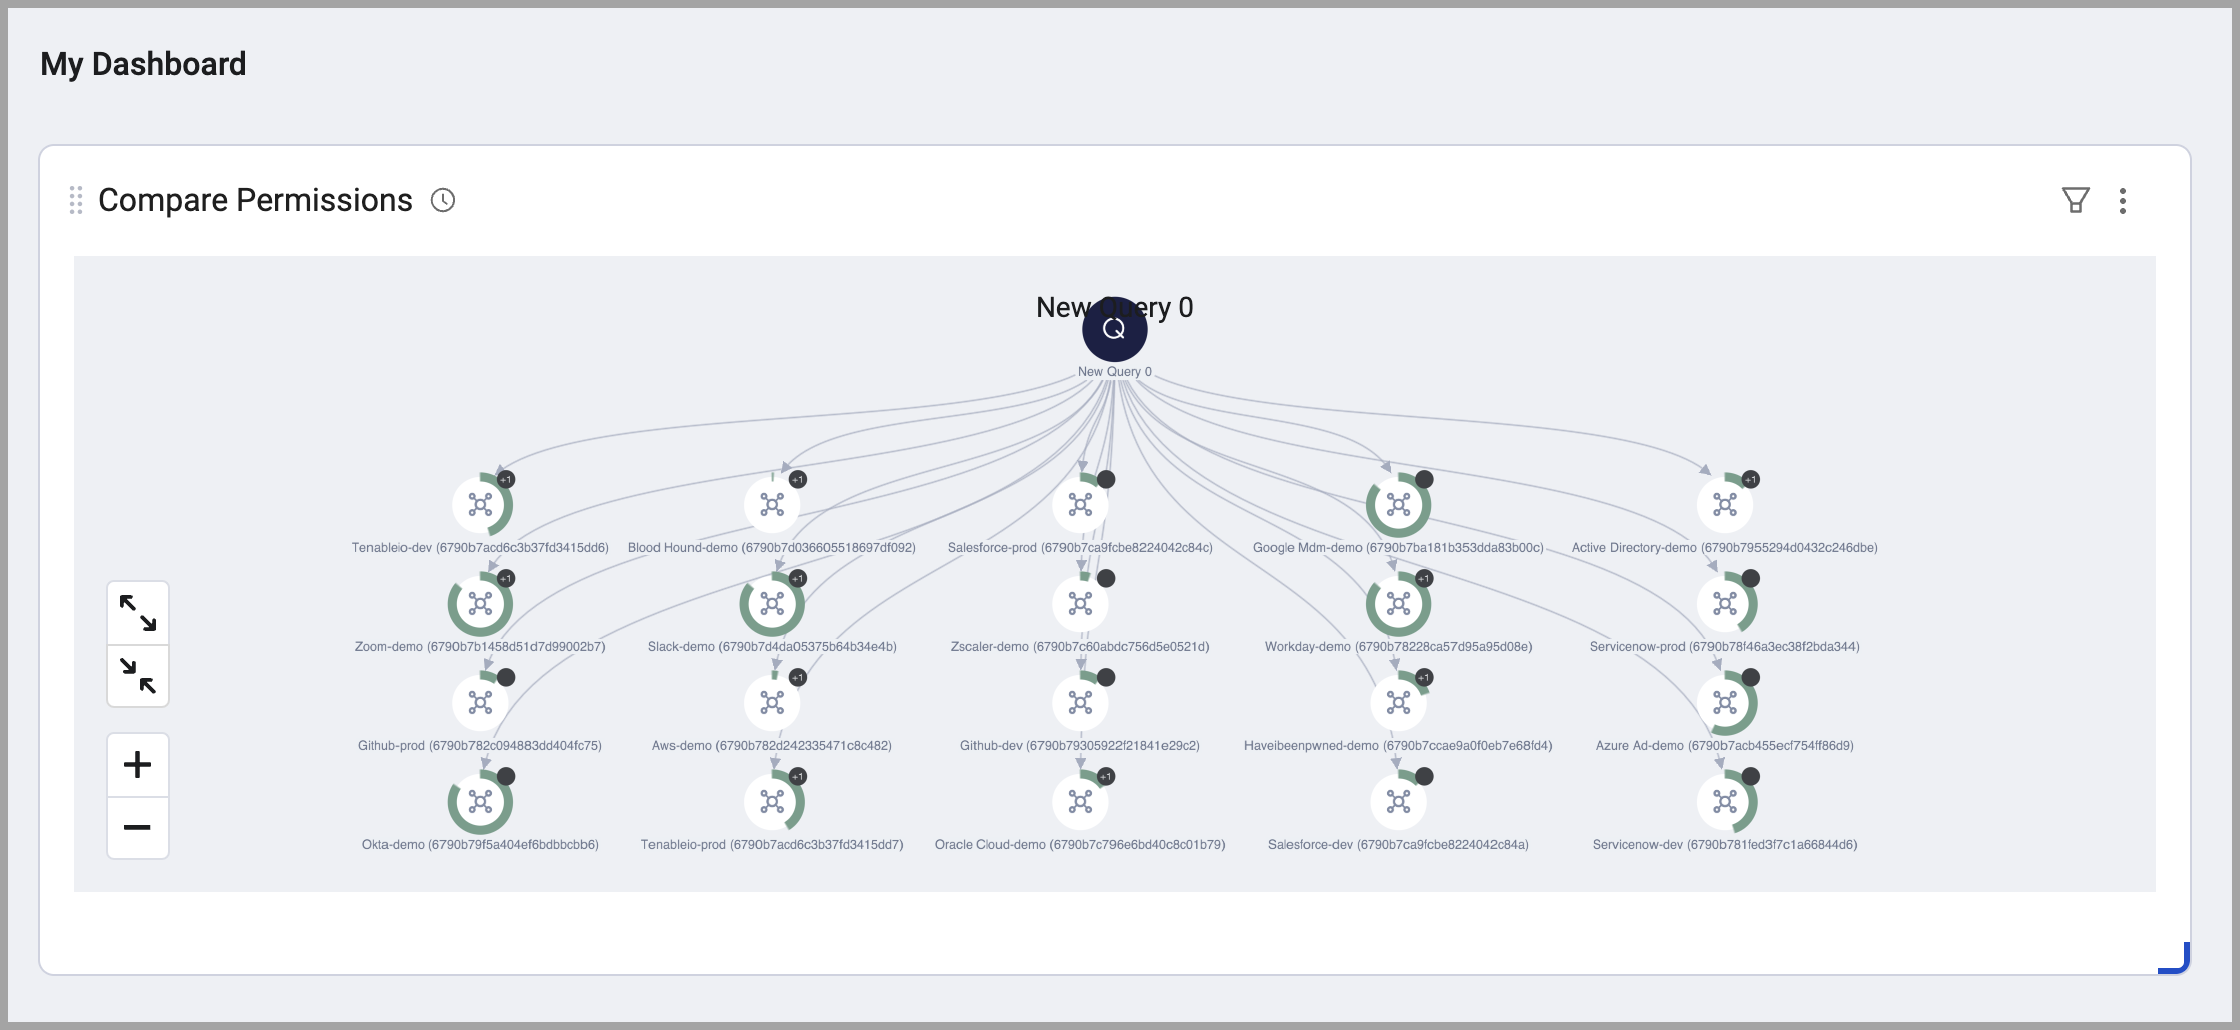 My Dashboard
Compare Permissions
New Query 0
New Query 0
+1 +1 +1
Tenableio-dev (6790b7acd6c3b37fd3415dd6) Blood Hound-demo (6790b7d036605518697df092) Salesforce-prod (6790b7ca9fcbe8224042c84c) Google Mdm-demo (6790b7ba181b353dda83b00c) Active Directory-demo (6790b7955294d0432c246dbe)
+1 +1 +1
Zoom-demo (6790b7b1458d51d7d99002b7) Slack-demo (6790b7d4da05375b64b34e4b) Zscaler-demo (6790b7c60abdc756d5e0521d) Workday-demo (6790b78228ca57d95a95d08e) Servicenow-prod (6790b78f46a3ec38f2bda344)
+1 +1
Github-prod (6790b782c094883dd404fc75) Aws-demo (6790b782d242335471c8c482) Github-dev (6790b79305922f21841e29c2) Haveibeenpwned-demo (6790b7ccae9a0f0eb7e68fd4) Azure Ad-demo (6790b7acb455ecf754ff86d9)
+1 +1
Okta-demo (6790b79f5a404ef6bdbbcbb6) Tenableio-prod (6790b7acd6c3b37fd3415dd7) Oracle Cloud-demo (6790b7c796e6bd40c8c01b79) Salesforce-dev (6790b7ca9fcbe8224042c84a) Servicenow-dev (6790b781fed3f7c1a66844d6)